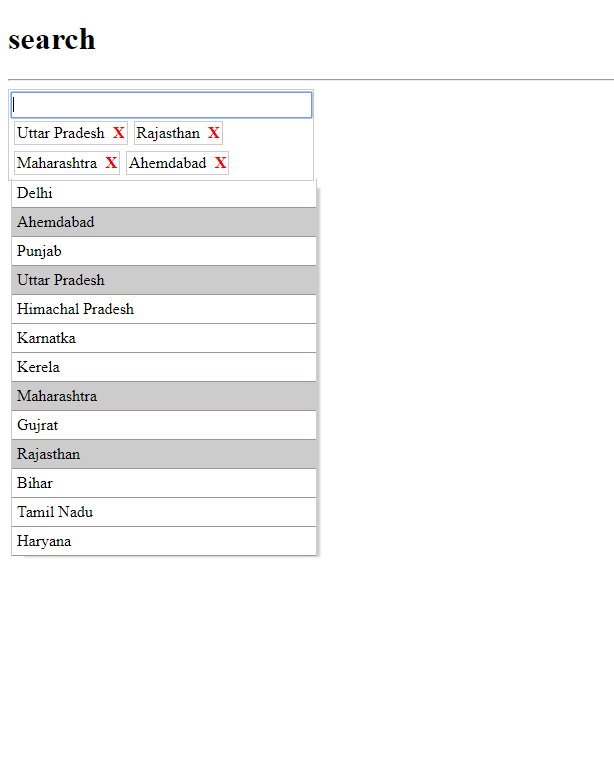 search
Uttar Pradesh X Rajasthan X
Maharashtra X Ahemdabad X
Delhi
Ahemdabad
Punjab
Uttar Pradesh
Himachal Pradesh
Karnatka
Kerela
Maharashtra
Gujrat
Rajasthan
Bihar
Tamil Nadu
Haryana